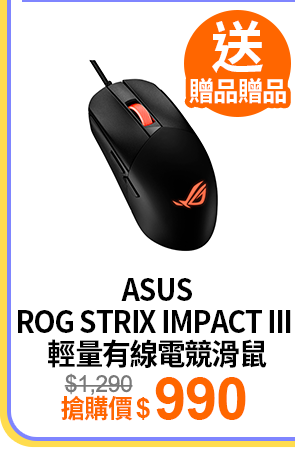 送
贈品贈品
ASUS
ROG STRIX IMPACT III
輕量有線電競滑鼠
$1,290
搶購價$990